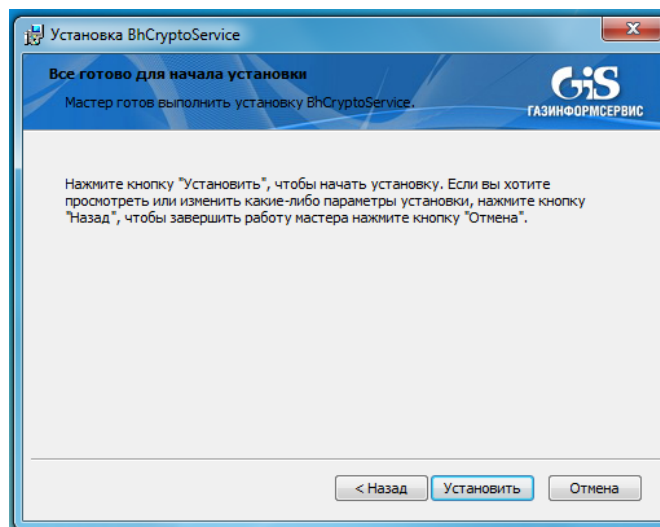 Установка BhCryptoService
Все готово для начала установки
Мастер готов выполнить установку BhCryptoService.
GiS
ГАЗИНФОРМСЕРВИС
Нажмите кнопку "Установить", чтобы начать установку. Если вы хотите
просмотреть или изменить какие-либо параметры установки, нажмите кнопку
"Назад", чтобы завершить работу мастера нажмите кнопку "Отмена".
< Назад
Установить
Отмена